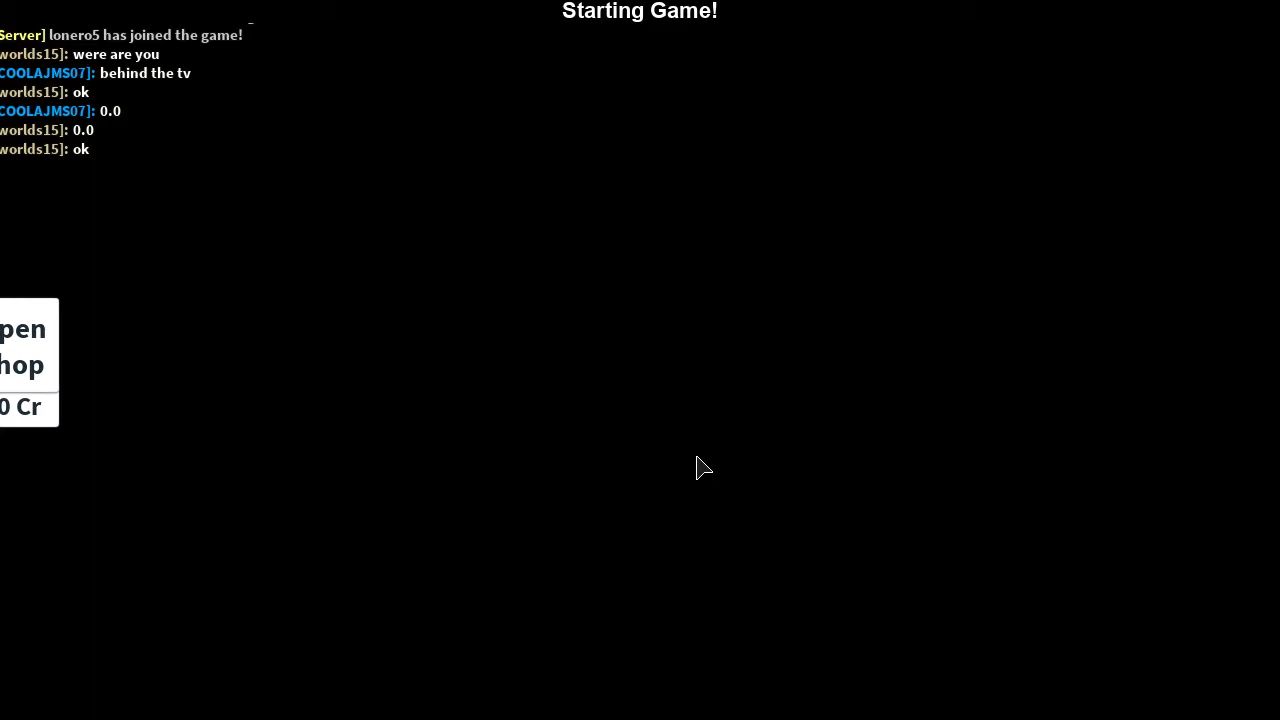 Starting Game!
Server] lonero5 has joined the game!
worlds15]: were are you
COOLAJMS07]: behind the tv
worlds15]: ok
COOLAJMS07]: 0.0
worlds15]: 0.0
worlds15]: ok
pen
hop
0 Cr